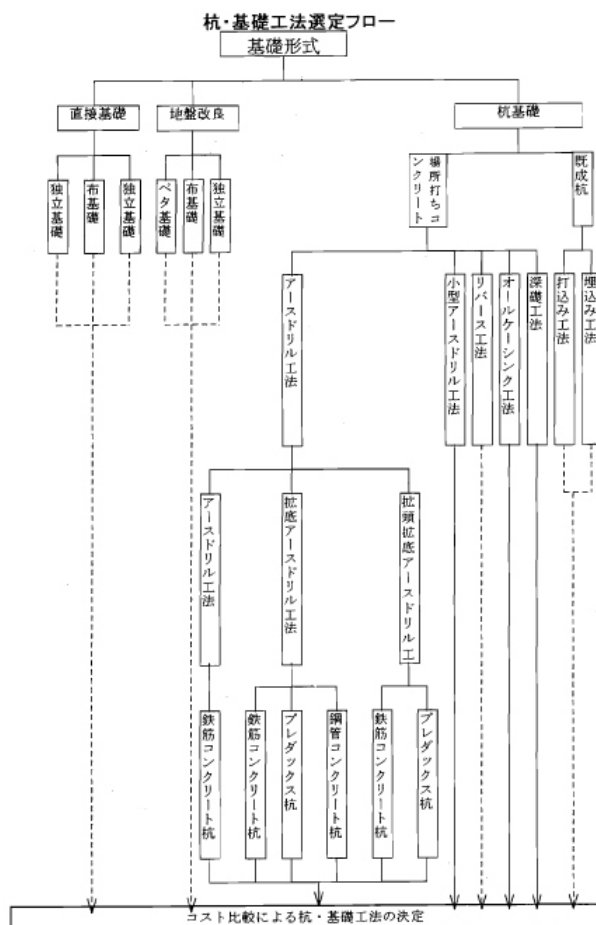 杭・基礎工法選定フロー
基礎形式
直接基礎
地盤改良
杭基礎
独立基礎
布基礎
独立基礎
ベタ基礎
布基礎
独立基礎
場所打ちコンクリート
既成杭
アースドリル工法
小型アースドリル工法
リバース工法
オールケーシンク工法
深礎工法
打込み工法
埋込み工法
アースドリル工法
拡底アースドリル工法
拡頭拡底アースドリル工
鉄筋コンクリート杭
鉄筋コンクリート杭
プレダックス杭
鋼管コンクリート杭
鉄筋コンクリート杭
プレダックス杭
コスト比較による杭・基礎工法の決定